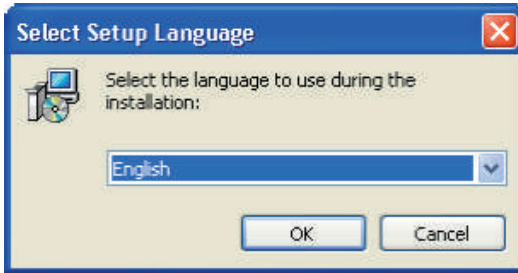 Select Setup Language
Select the language to use during the
installation:
English
OK
Cancel